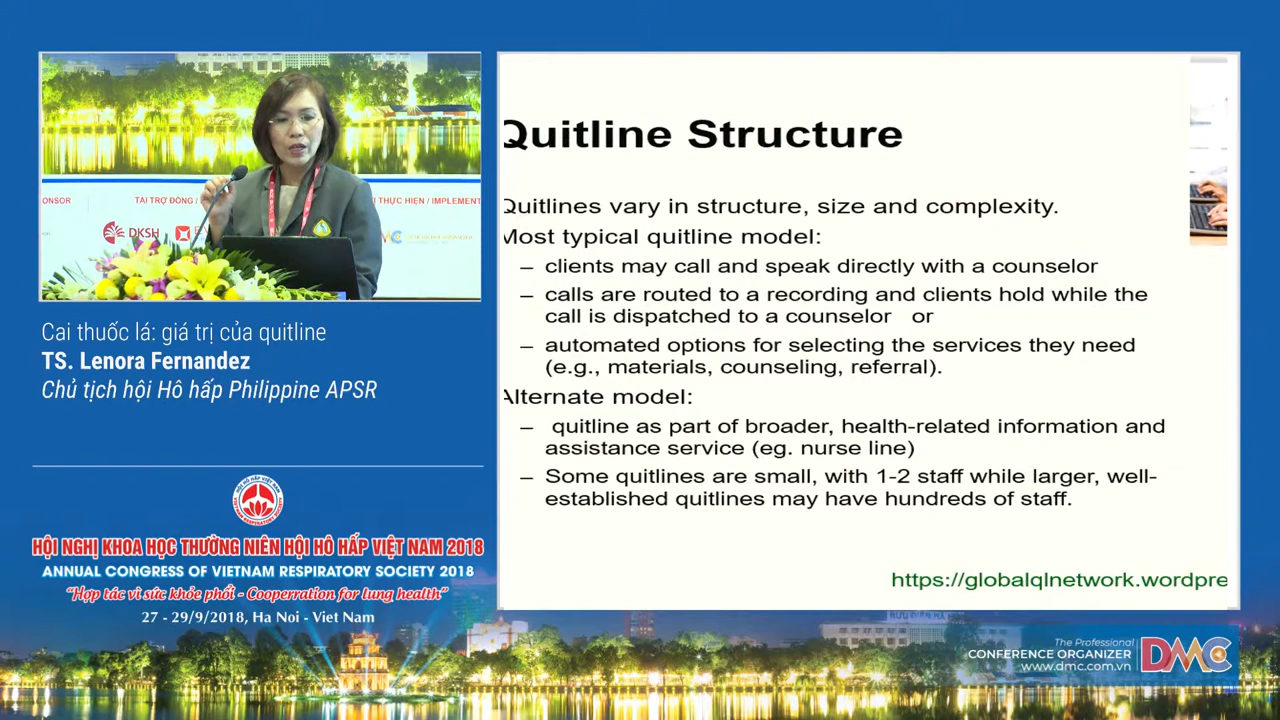 ONSOR
TÀI TRỢ ĐỒNG /
THỰC HIỆN / IMPLEMENT
DKSH
Cai thuốc lá: giá trị của quitline
TS. Lenora Fernandez
Chủ tịch hội Hô hấp Philippine APSR
HỘI HÔ HẤP VIỆT NAM
VIETNAM RESPIRATORY SOCIETY
HỘI NGHỊ KHOA HỌC THƯỜNG NIÊN HỘI HÔ HẤP VIỆT NAM 2018
ANNUAL CONGRESS OF VIETNAM RESPIRATORY SOCIETY 2018
"Hợp tác vì sức khỏe phổi - Cooperration for lung health"
27 - 29/9/2018, Ha Noi - Viet Nam
Quitline Structure
Quitlines vary in structure, size and complexity.
Most typical quitline model:
– clients may call and speak directly with a counselor
– calls are routed to a recording and clients hold while the
call is dispatched to a counselor or
– automated options for selecting the services they need
(e.g., materials, counseling, referral).
Alternate model:
– quitline as part of broader, health-related information and
assistance service (eg. nurse line)
– Some quitlines are small, with 1-2 staff while larger, well-
established quitlines may have hundreds of staff.
https://globalqlnetwork.wordpre
The Professional
CONFERENCE ORGANIZER
www.dmc.com.vn
DMC